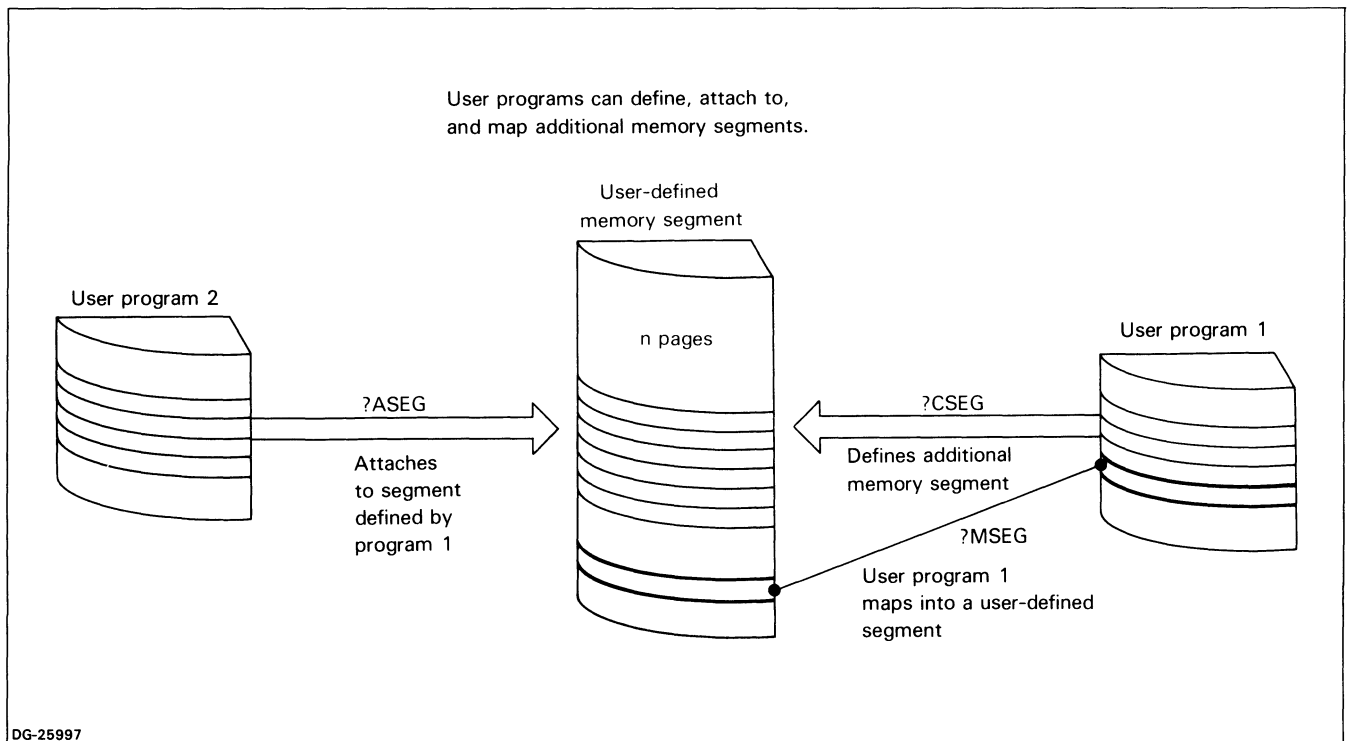 User programs can define, attach to,
and map additional memory segments.
User-defined
memory segment
User program 2
n pages
User program 1
?ASEG
Attaches
to segment
defined by
program 1
?CSEG
Defines additional
memory segment
?MSEG
User program 1
maps into a user-defined
segment
DG-25997